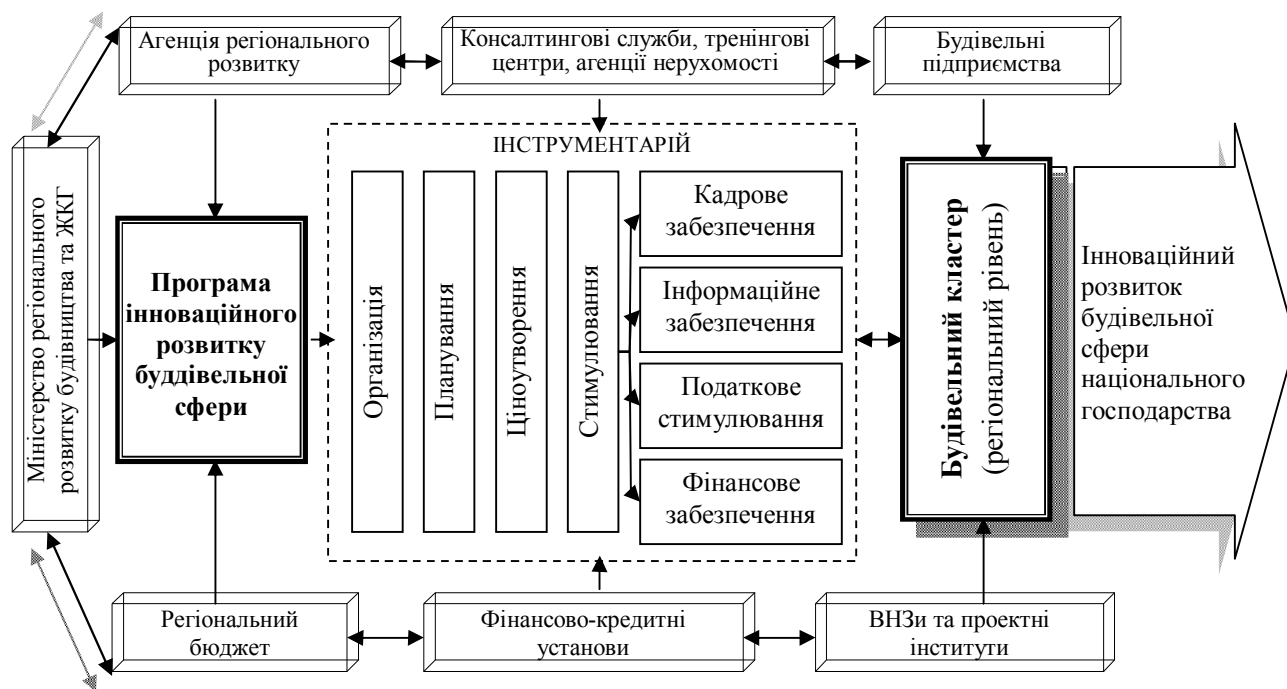 Агенція регіонального
розвитку
Консалтингові служби, тренінгові
центри, агенції нерухомості
Будівельні
підприємства
Міністерство регіонального
розвитку будівництва та ЖКГ
Програма
інноваційного
розвитку
буддівельної
сфери
ІНСТРУМЕНТАРІЙ
Організація
Планування
Ціноутворення
Стимулювання
Кадрове
забезпечення
Інформаційне
забезпечення
Податкове
стимулювання
Фінансове
забезпечення
Будівельний кластер
(регіональний рівень)
Інноваційний
розвиток
будівельної
сфери
національного
господарства
Регіональний
бюджет
Фінансово-кредитні
установи
ВНЗи та проектні
інститути